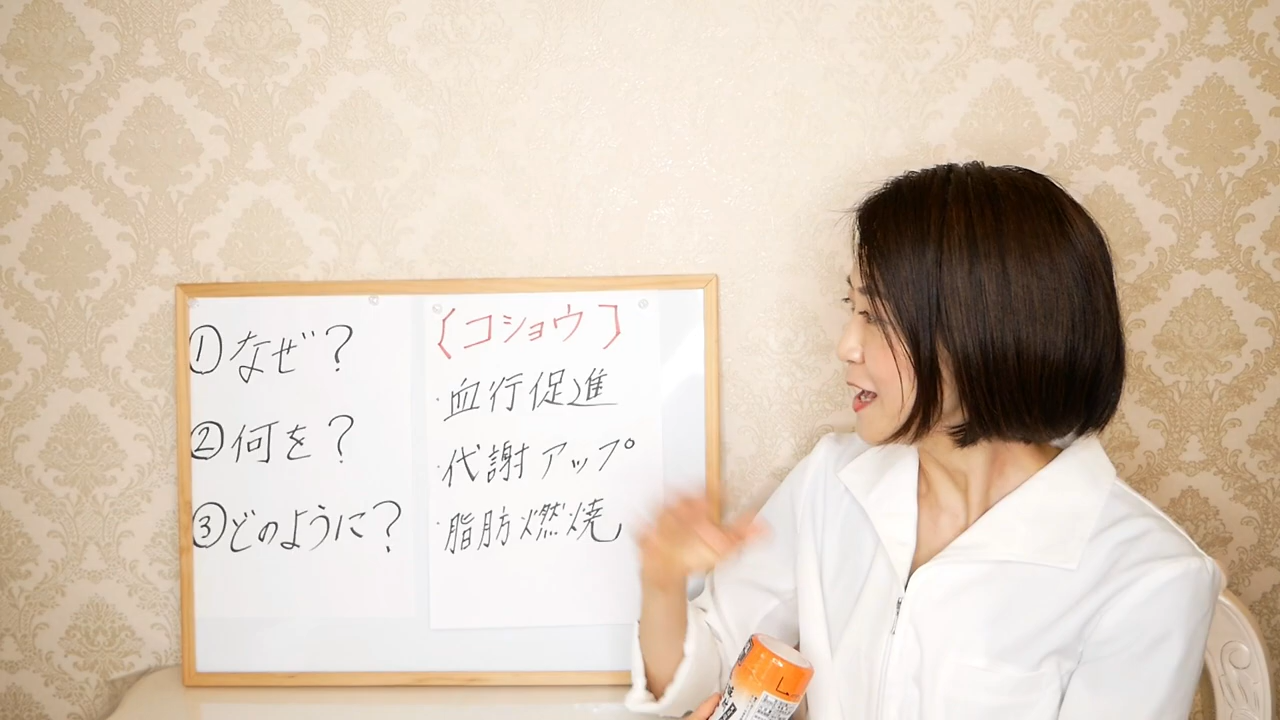 ①なぜ?
②何を?
③どのように?
〔コショウ〕
・血行促進
・代謝アップ
・脂肪燃焼